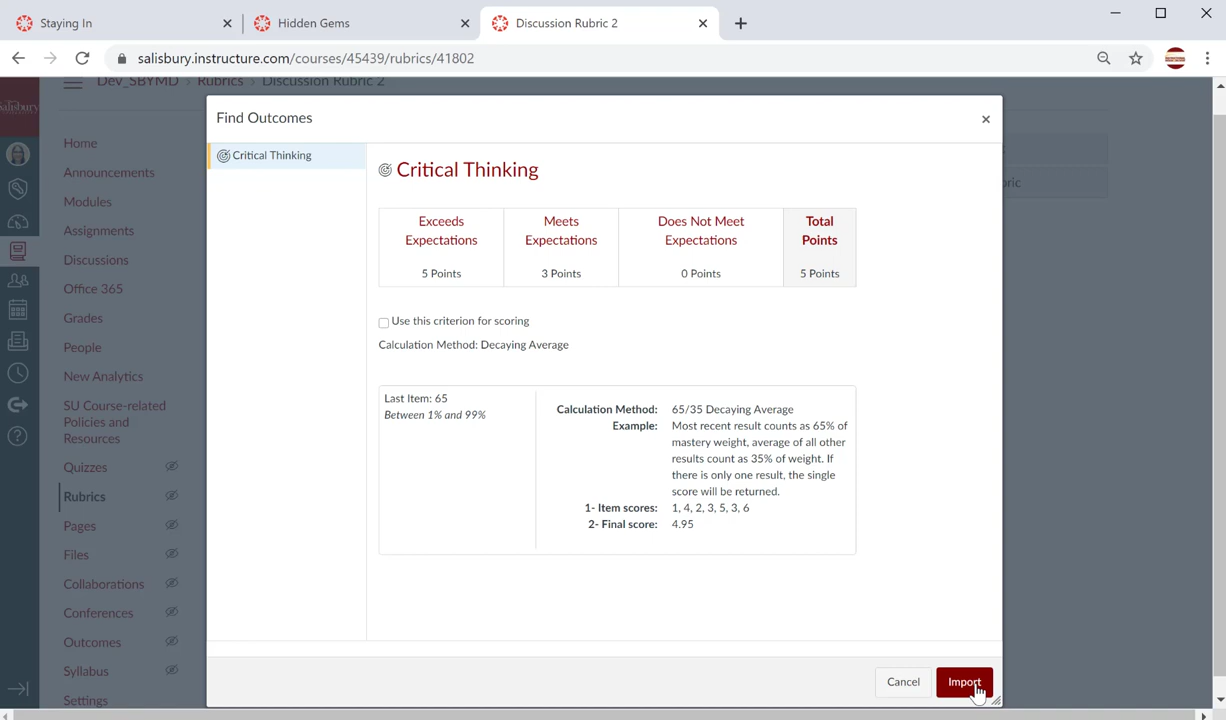 Staying In
Hidden Gems
Discussion Rubric 2
salisbury.instructure.com/courses/45439/rubrics/41802
Dev_SBYMD › Rubrics › Discussion Rubric 2
Salisbury
Home
Announcements
Modules
Assignments
Discussions
Office 365
Grades
People
New Analytics
SU Course-related
Policies and
Resources
Quizzes
Rubrics
Pages
Files
Collaborations
Conferences
Outcomes
Syllabus
Settings
Find Outcomes
Critical Thinking
Critical Thinking
Exceeds Expectations
5 Points
Meets Expectations
3 Points
Does Not Meet Expectations
0 Points
Total Points
5 Points
Use this criterion for scoring
Calculation Method: Decaying Average
Last Item: 65
Between 1% and 99%
Calculation Method: 65/35 Decaying Average
Example: Most recent result counts as 65% of
mastery weight, average of all other
results count as 35% of weight. If
there is only one result, the single
score will be returned.
1- Item scores: 1, 4, 2, 3, 5, 3, 6
2- Final score: 4.95
Cancel
Import